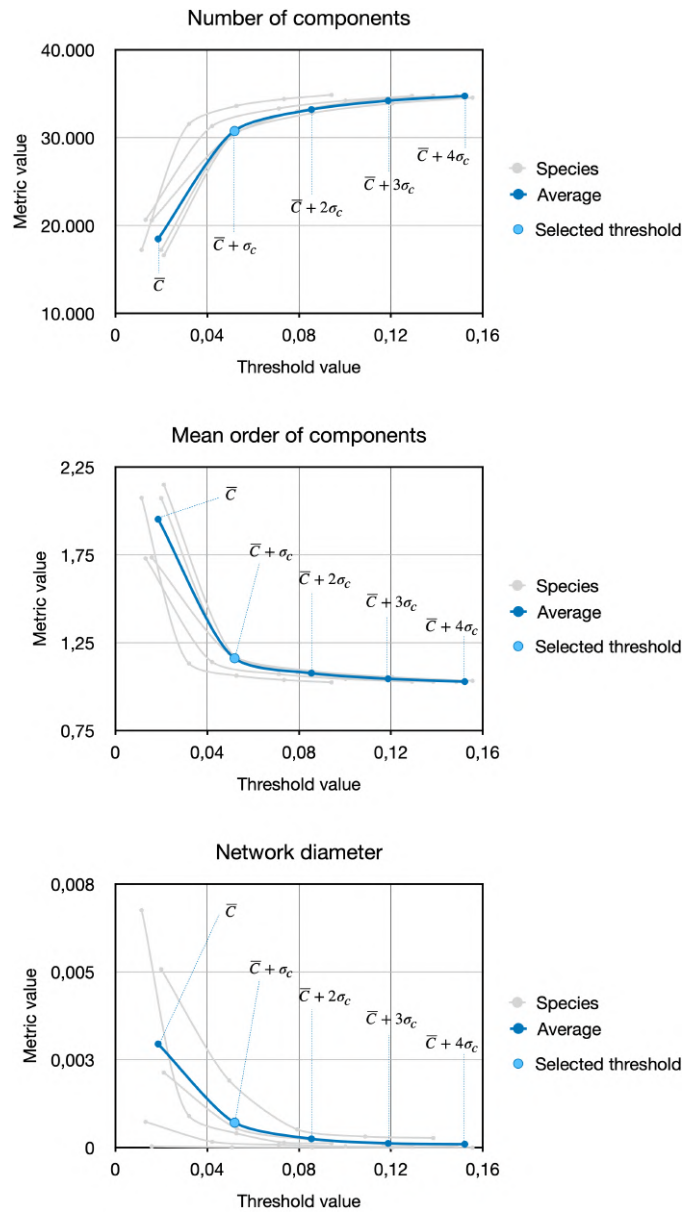 Number of components
40.000
30.000
20.000
10.000
0
0,04
0,08
0,12
0,16
Metric value
Threshold value
C̅
C̅ + σc
C̅ + 2σc
C̅ + 3σc
C̅ + 4σc
Species
Average
Selected threshold
Mean order of components
2,25
1,75
1,25
0,75
0
0,04
0,08
0,12
0,16
Metric value
Threshold value
C̅
C̅ + σc
C̅ + 2σc
C̅ + 3σc
C̅ + 4σc
Species
Average
Selected threshold
Network diameter
0,008
0,005
0,003
0
0
0,04
0,08
0,12
0,16
Metric value
Threshold value
C̅
C̅ + σc
C̅ + 2σc
C̅ + 3σc
C̅ + 4σc
Species
Average
Selected threshold